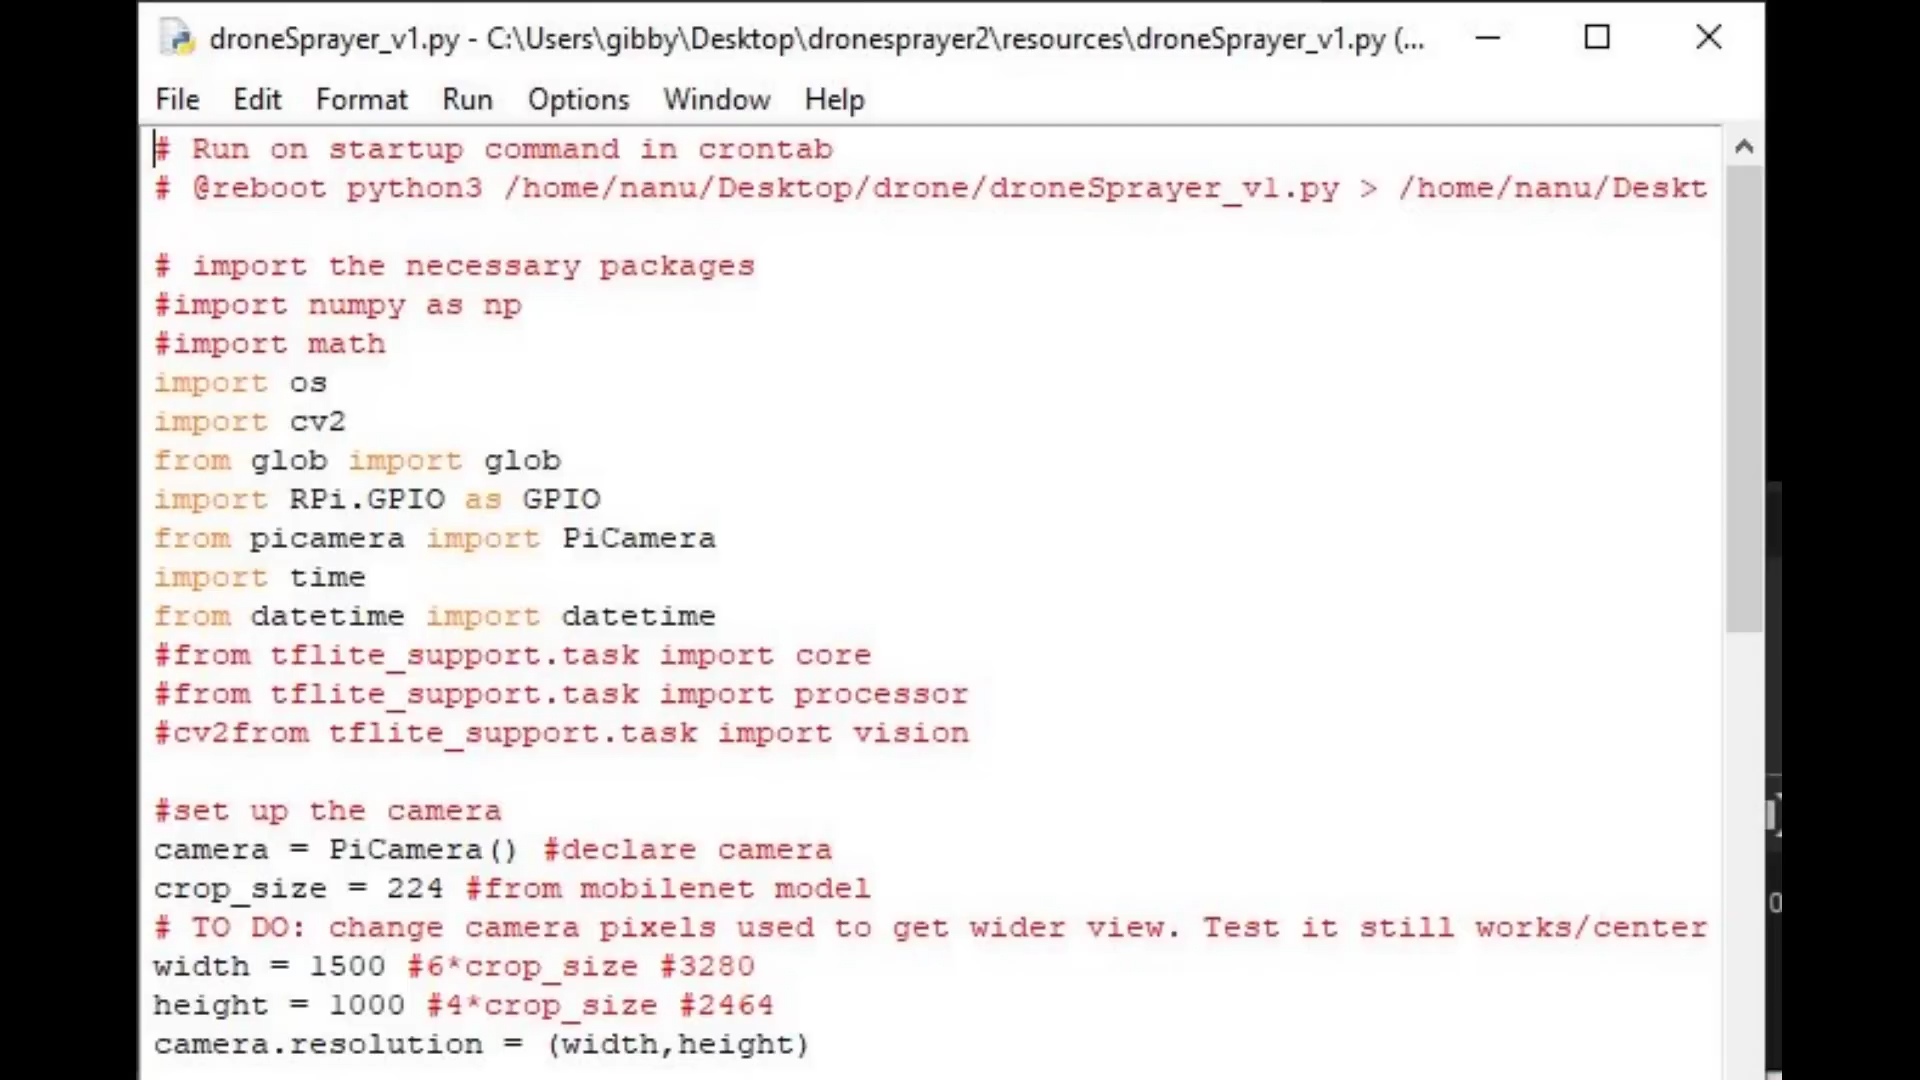 droneSprayer_v1.py - C:\Users\gibby\Desktop\dronesprayer2\resources\droneSprayer_v1.py (...
File Edit Format Run Options Window Help
# Run on startup command in crontab
# @reboot python3 /home/nanu/Desktop/drone/droneSprayer_v1.py > /home/nanu/Deskt
# import the necessary packages
#import numpy as np
#import math
import os
import cv2
from glob import glob
import RPi.GPIO as GPIO
from picamera import PiCamera
import time
from datetime import datetime
#from tflite_support.task import core
#from tflite_support.task import processor
#cv2from tflite_support.task import vision
#set up the camera
camera = PiCamera() #declare camera
crop_size = 224 #from mobilenet model
# TO DO: change camera pixels used to get wider view. Test it still works/center
width = 1500 #6*crop_size #3280
height = 1000 #4*crop_size #2464
camera.resolution = (width,height)